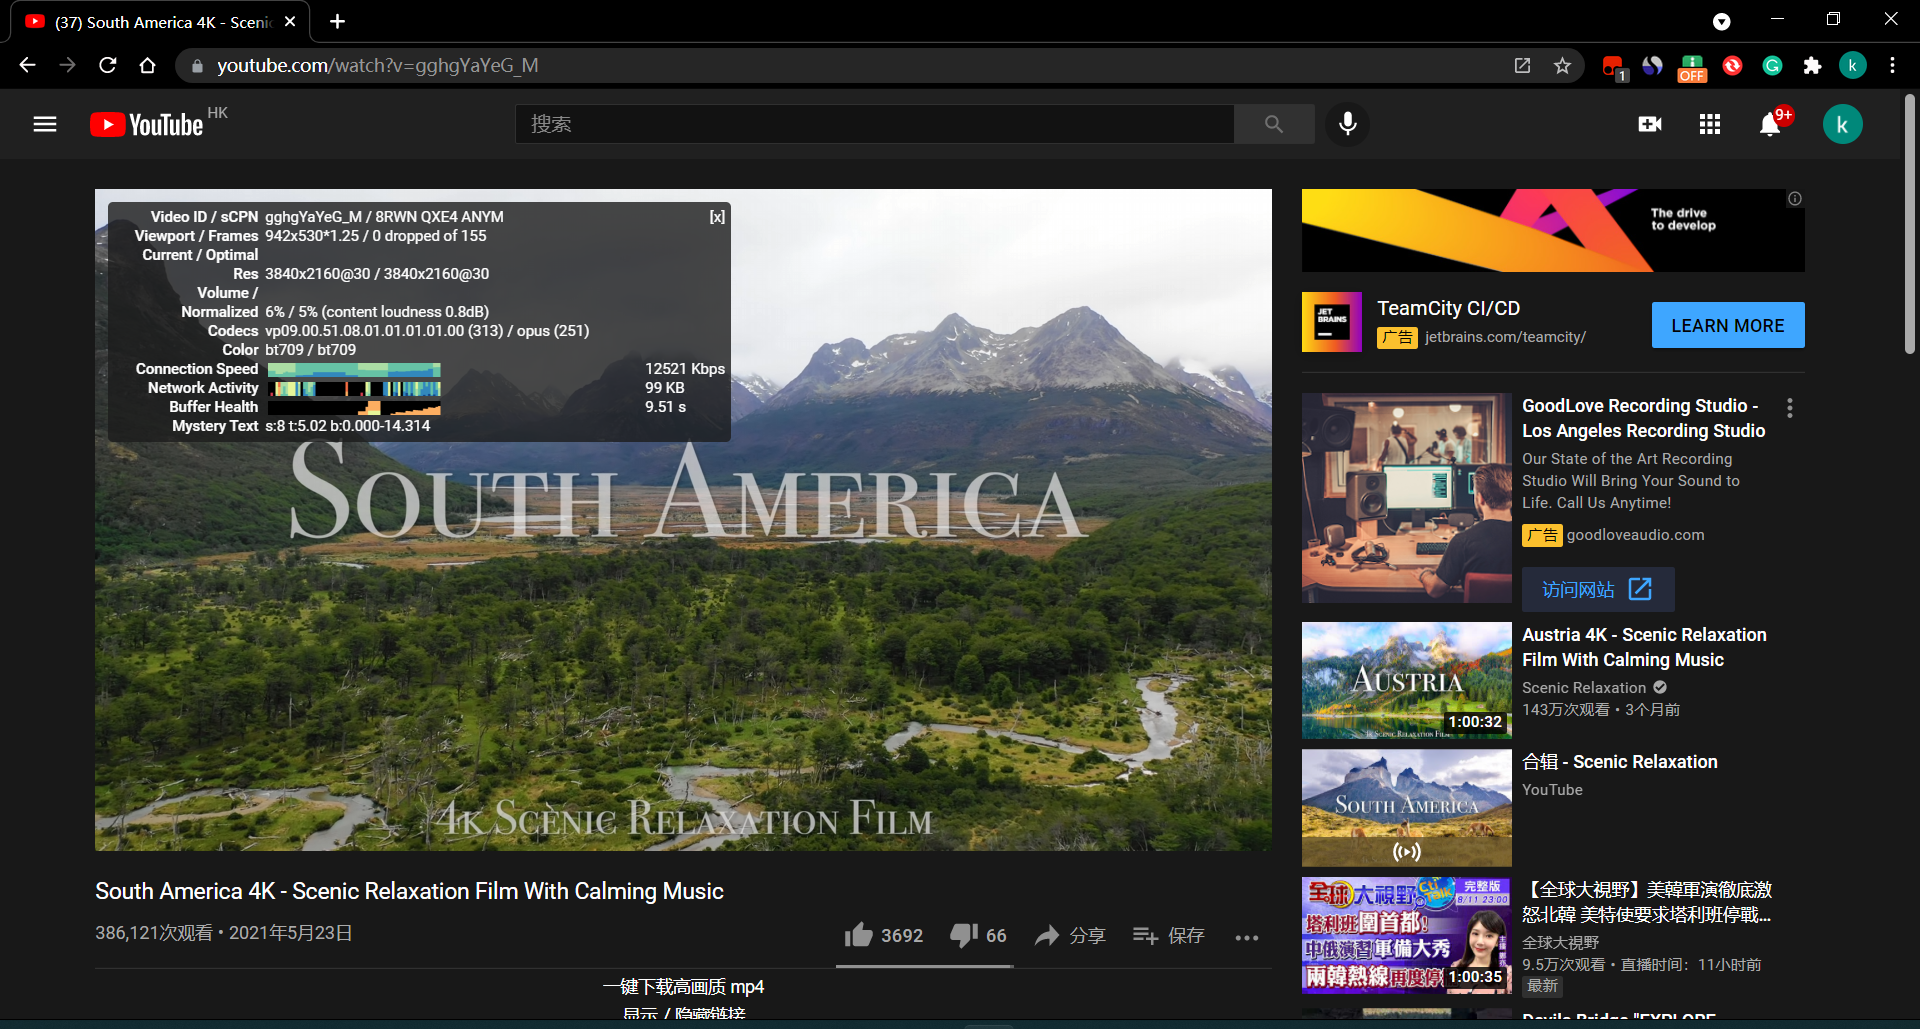 (37) South America 4K - Sceni
youtube.com/watch?v=gghgYaYeG_M
1
OFF
k
YouTube HK
搜索
9+
k
Video ID / sCPN gghgYaYeG_M / 8RWN QXE4 ANYM [x]
Viewport / Frames 942x530*1.25 / 0 dropped of 155
Current / Optimal
Res 3840x2160@30 / 3840x2160@30
Volume /
Normalized 6% / 5% (content loudness 0.8dB)
Codecs vp09.00.51.08.01.01.01.01.00 (313) / opus (251)
Color bt709 / bt709
Connection Speed 12521 Kbps
Network Activity 99 KB
Buffer Health 9.51 s
Mystery Text s:8 t:5.02 b:0.000-14.314
South America
4K Scenic Relaxation Film
South America 4K - Scenic Relaxation Film With Calming Music
386,121次观看 • 2021年5月23日
3692
66
分享
保存
一键下载高画质 mp4
显示 / 隐藏链接
The drive
to develop
JET
BRAINS
TeamCity CI/CD
广告 jetbrains.com/teamcity/
LEARN MORE
GoodLove Recording Studio -
Los Angeles Recording Studio
Our State of the Art Recording
Studio Will Bring Your Sound to
Life. Call Us Anytime!
广告 goodloveaudio.com
访问网站
Austria
4K Scenic Relaxation Film
1:00:32
Austria 4K - Scenic Relaxation
Film With Calming Music
Scenic Relaxation
143万次观看 • 3个月前
South America
合辑 - Scenic Relaxation
YouTube
全球大視野
CtiTalk
完整版
8/11 23:00
塔利班圍首都!
中俄演習軍備大秀
兩韓熱線再度停
1:00:35
【全球大視野】美韓軍演徹底激
怒北韓 美特使要求塔利班停戰...
全球大視野
9.5万次观看 • 直播时间：11小时前
最新
Devils Bridge "EXPLORE